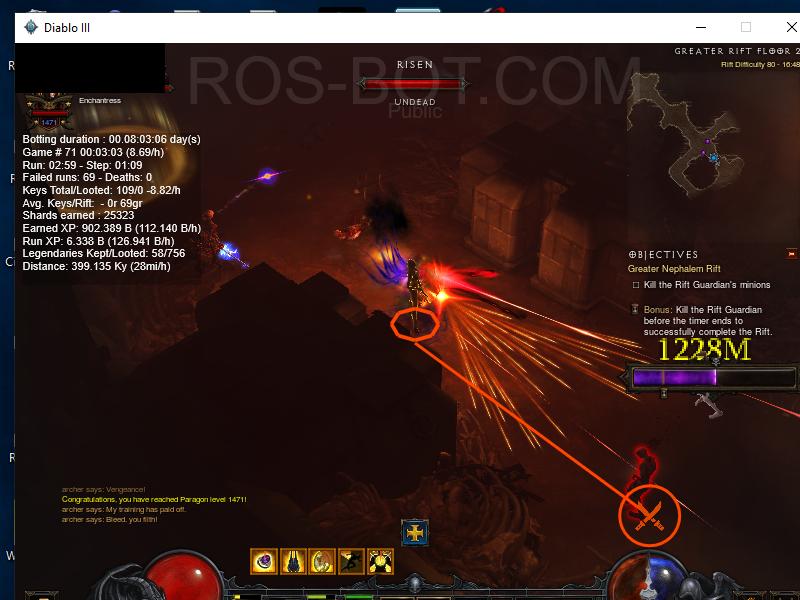 Diablo III
ROS-BOT.COM
Public
RISEN
UNDEAD
GREATER RIFT FLOOR 2
Rift Difficulty 80 - 16:48
Enchantress
1471
Botting duration : 00.08:03:06 day(s)
Game # 71 00:03:03 (8.69/h)
Run: 02:59 - Step: 01:09
Failed runs: 69 - Deaths: 0
Keys Total/Looted: 109/0 -8.82/h
Avg. Keys/Rift: - 0r 69gr
Shards earned : 25323
Earned XP: 902.389 B (112.140 B/h)
Run XP: 6.338 B (126.941 B/h)
Legendaries Kept/Looted: 58/756
Distance: 399.135 Ky (28mi/h)
OBJECTIVES
Greater Nephalem Rift
Kill the Rift Guardian's minions
Bonus: Kill the Rift Guardian
before the timer ends to
successfully complete the Rift.
1228M
archer says: Vengeance!
Congratulations, you have reached Paragon level 1471!
archer says: My training has paid off.
archer says: Bleed, you filth!
R
F
C
R
W